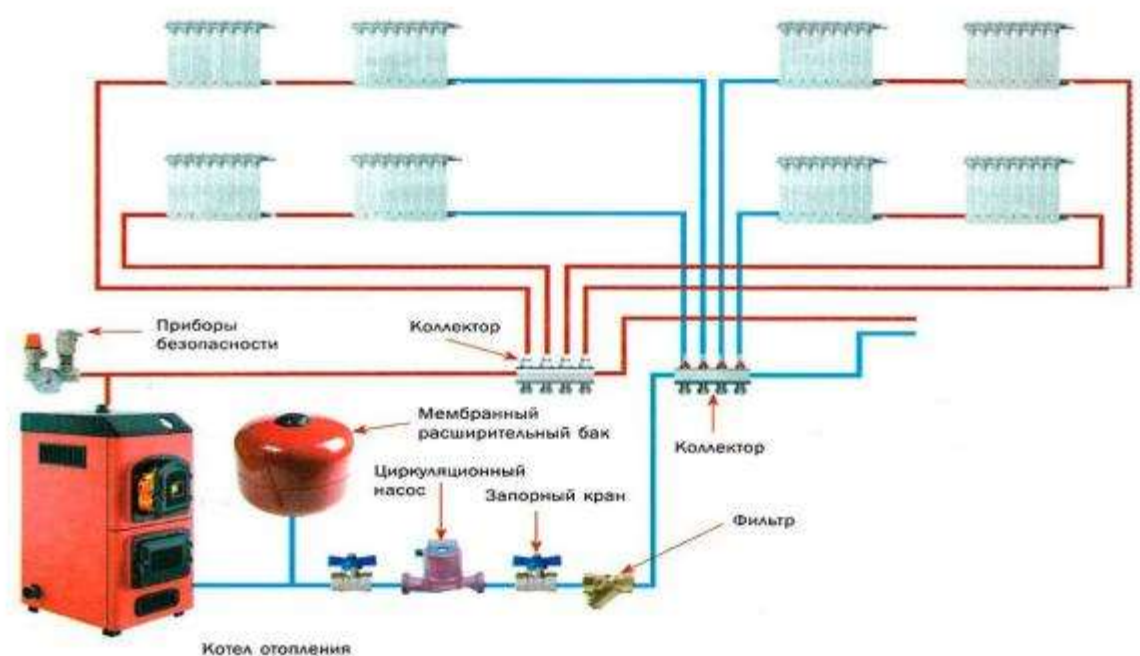 Приборы
безопасности
Коллектор
Мембранный
расширительный бак
Коллектор
Циркуляционный
насос
Запорный кран
Фильтр
Котел отопления